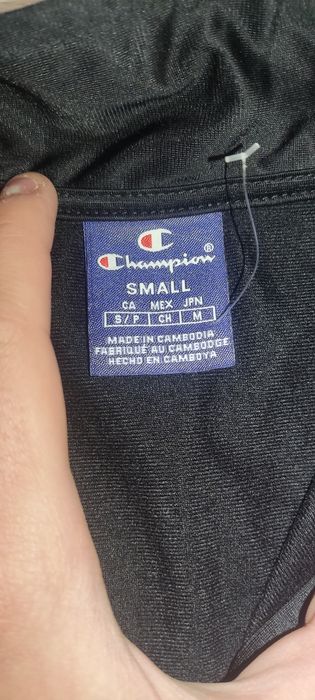 Champion®
SMALL
CA MEX JPN
S/P CH M
MADE IN CAMBODIA
FABRIQUÉ AU CAMBODGE
HECHO EN CAMBOYA